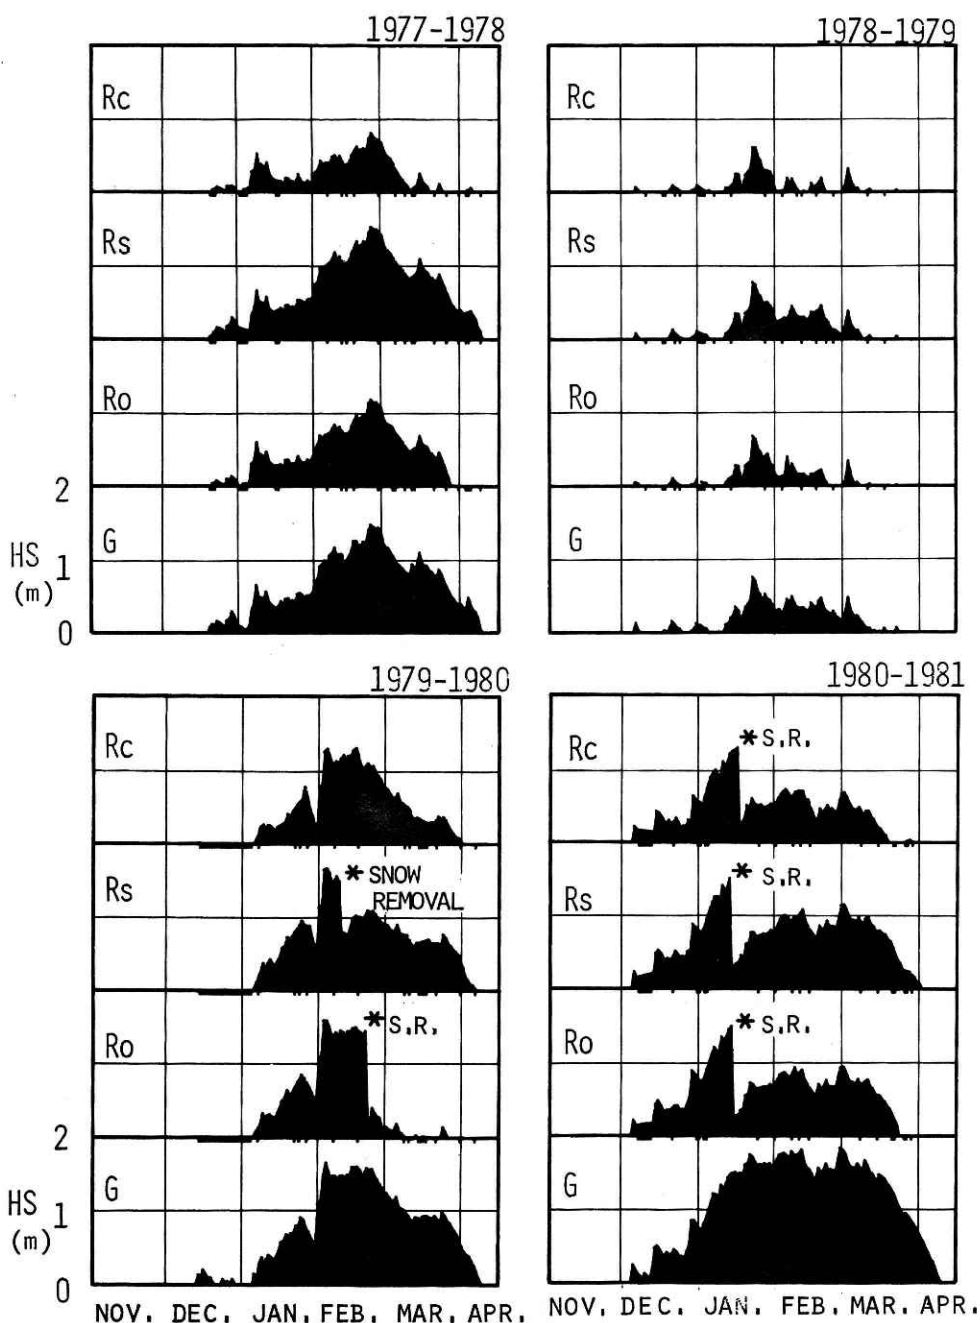 1977-1978
Rc
Rs
Ro
2
G
HS 1
(m)
0
1978-1979
Rc
Rs
Ro
G
1979-1980
Rc
Rs
* SNOW
REMOVAL
Ro
* S.R.
2
G
HS 1
(m)
0
NOV. DEC. JAN. FEB. MAR. APR.
1980-1981
Rc
* S.R.
Rs
* S.R.
Ro
* S.R.
G
NOV. DEC. JAN. FEB. MAR. APR.